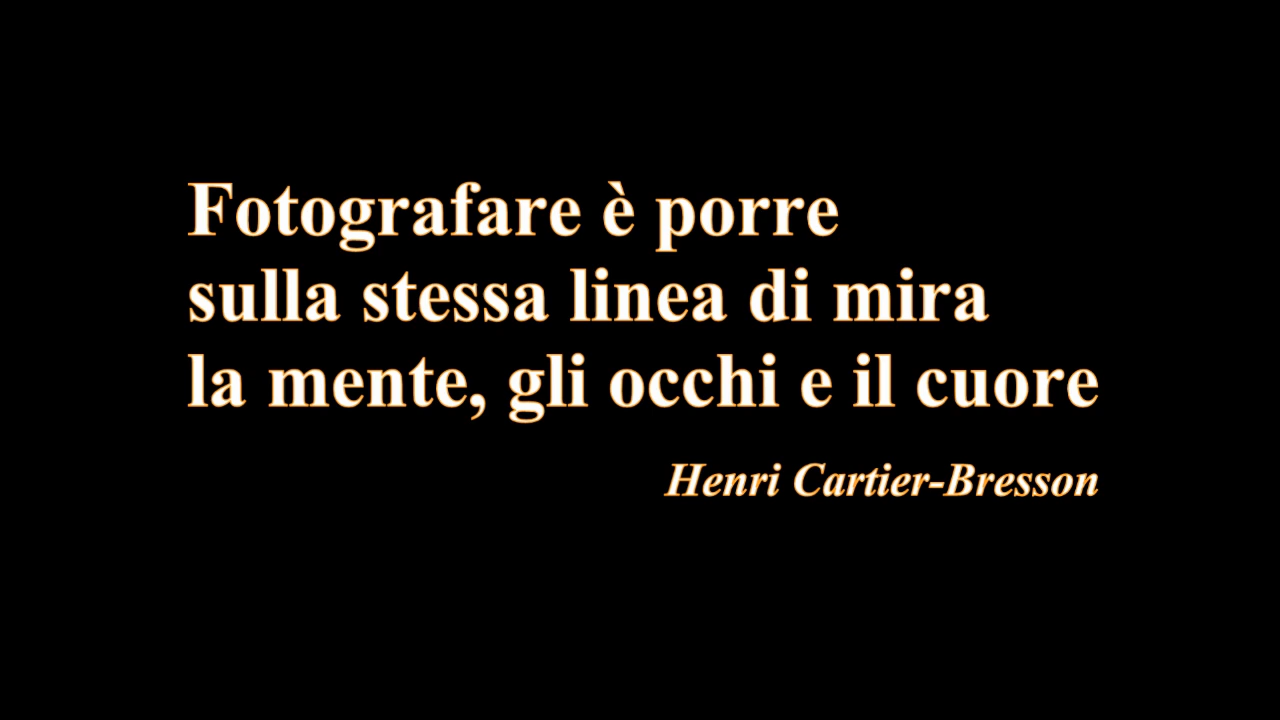 Fotografare è porre
sulla stessa linea di mira
la mente, gli occhi e il cuore
Henri Cartier-Bresson